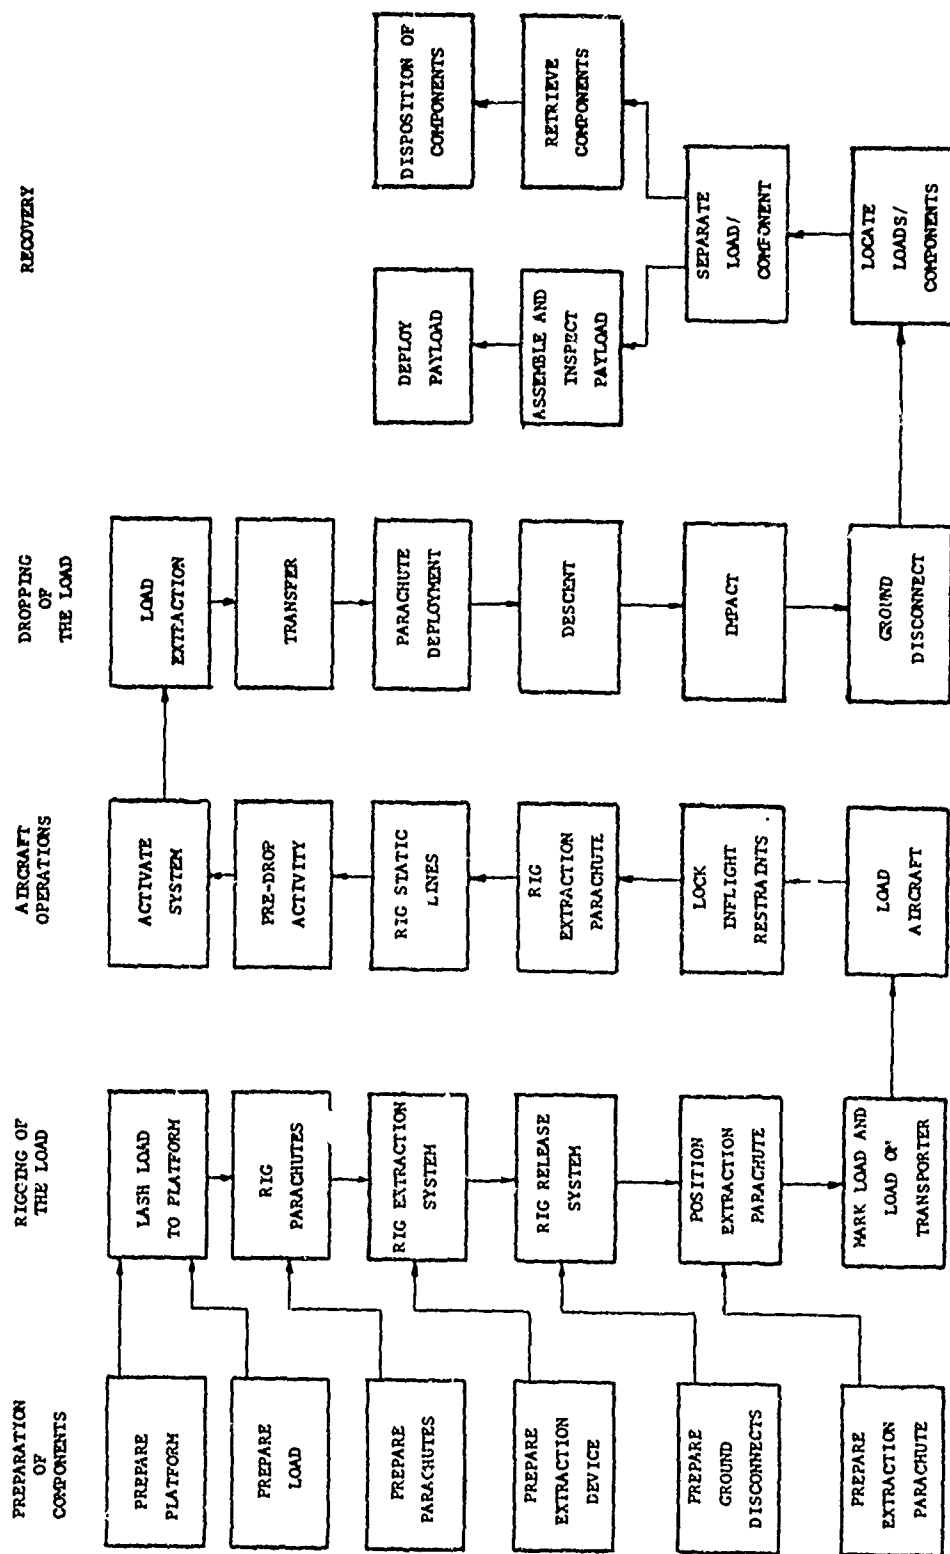 PREPARATION
OF
COMPONENTS
PREPARE
PLATFORM
PREPARE
LOAD
PREPARE
PARACHUTES
PREPARE
EXTRACTION
DEVICE
PREPARE
GROUND
DISCONNECTS
PREPARE
EXTRACTION
PARACHUTE
RIGGING OF
THE LOAD
LASH LOAD
TO PLATFORM
RIG
PARACHUTES
RIG EXTRACTION
SYSTEM
RIG RELEASE
SYSTEM
POSITION
EXTRACTION
PARACHUTE
MARK LOAD AND
LOAD ON
TRANSPORTER
AIRCRAFT
OPERATIONS
ACTIVATE
SYSTEM
PRE-DROP
ACTIVITY
RIG STATIC
LINES
RIG
EXTRACTION
PARACHUTE
LOCK
INFLIGHT
RESTRAINTS
LOAD
AIRCRAFT
DROPPING
OF
THE LOAD
LOAD
EXTRACTION
TRANSFER
PARACHUTE
DEPLOYMENT
DESCENT
IMPACT
GROUND
DISCONNECT
RECOVERY
DEPLOY
PAYLOAD
ASSEMBLE AND
INSPECT
PAYLOAD
DISPOSITION OF
COMPONENTS
RETRIEVE
COMPONENTS
SEPARATE
LOAD/
COMPONENT
LOCATE
LOADS/
COMPONENTS